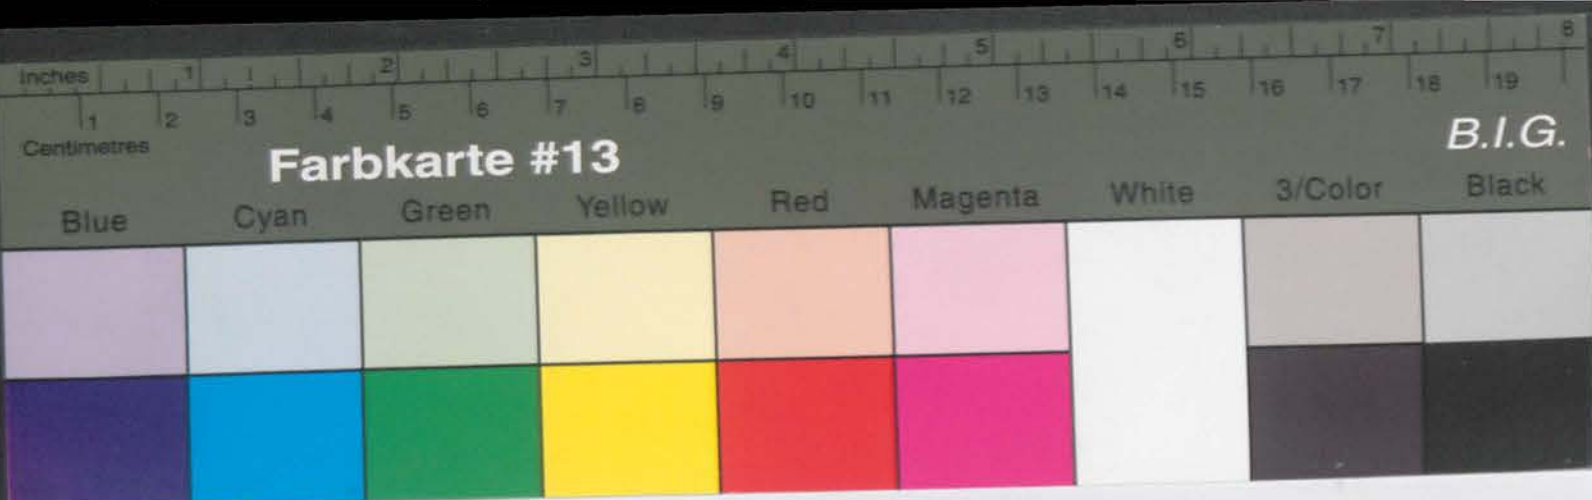 Inches 1 2 3 4 5 6 7 8
1 2 3 4 5 6 7 8 9 10 11 12 13 14 15 16 17 18 19
Centimetres
Farbkarte #13
B.I.G.
Blue Cyan Green Yellow Red Magenta White 3/Color Black